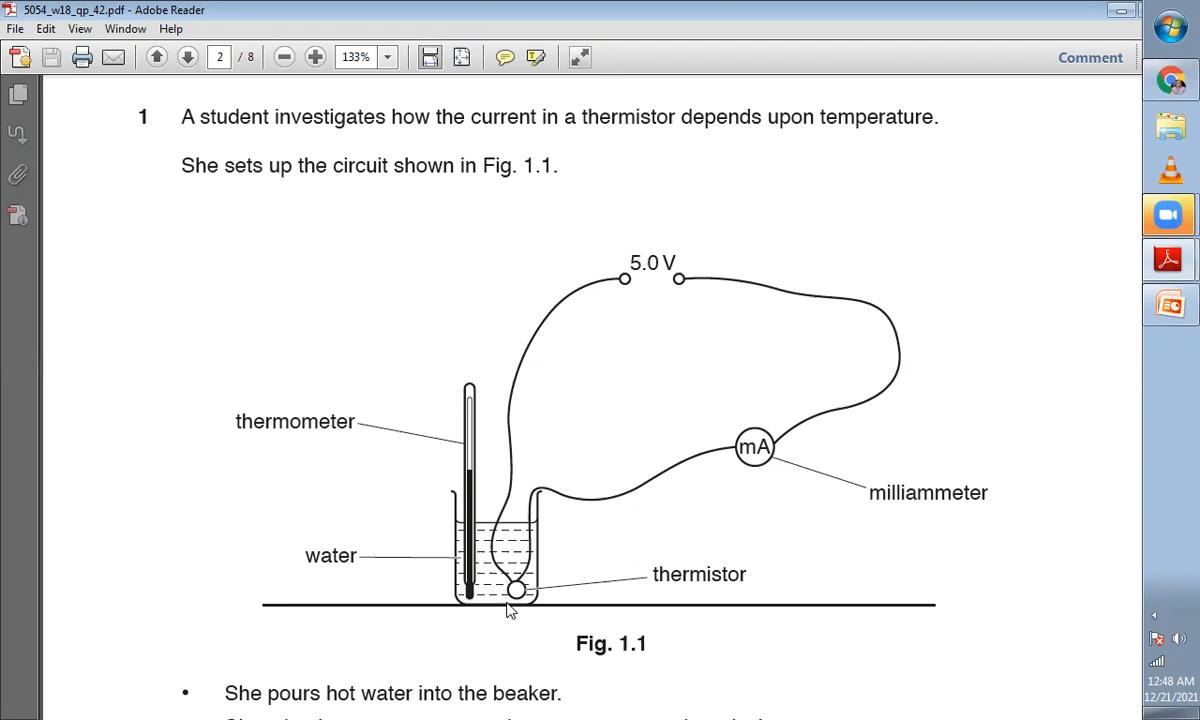 5054_w18_qp_42.pdf - Adobe Reader
File Edit View Window Help
2 / 8 133% Comment
1 A student investigates how the current in a thermistor depends upon temperature.
She sets up the circuit shown in Fig. 1.1.
5.0 V
thermometer
mA
milliammeter
water
thermistor
Fig. 1.1
• She pours hot water into the beaker.
12:48 AM
12/21/2021